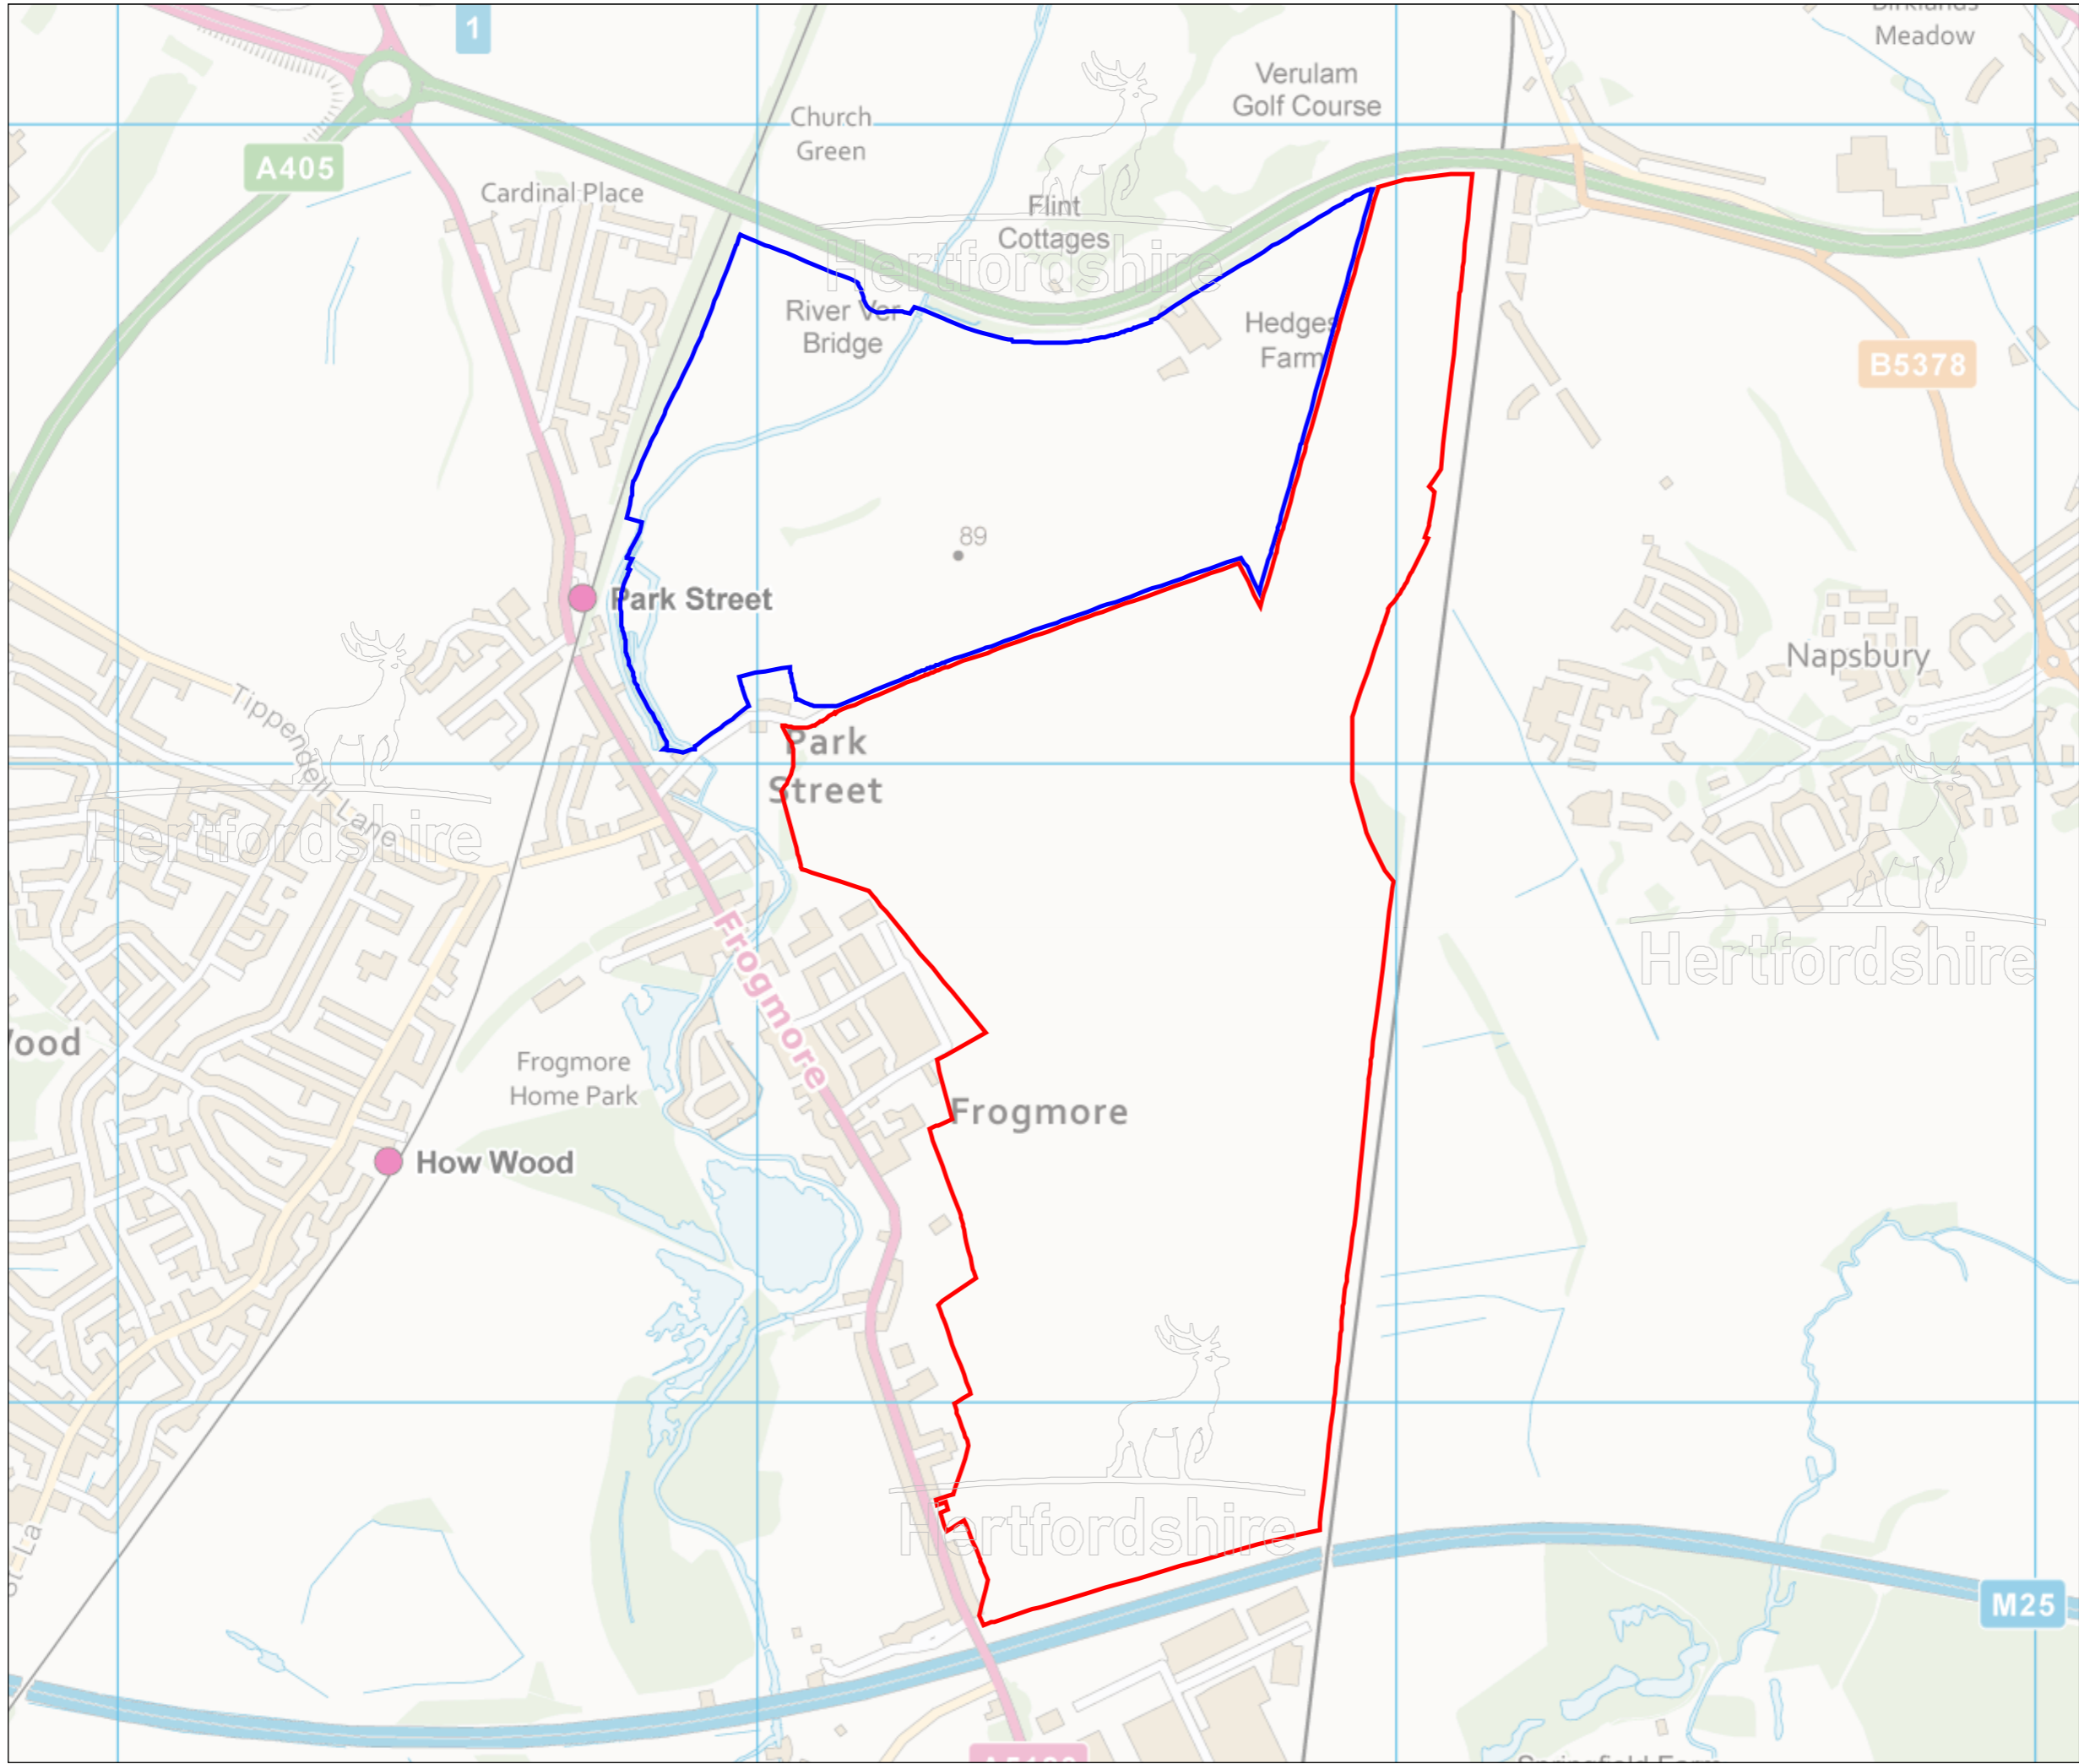 1
Meadow
Verulam
Golf Course
Church
Green
A405
Cardinal Place
Flint
Cottages
Hertfordshire
River Ver
Bridge
Hedges
Farm
B5378
89
Park Street
Napsbury
Tippendell Lane
Park
Street
Hertfordshire
Hertfordshire
Frogmore
Frogmore
Home Park
Frogmore
How Wood
Hertfordshire
M25